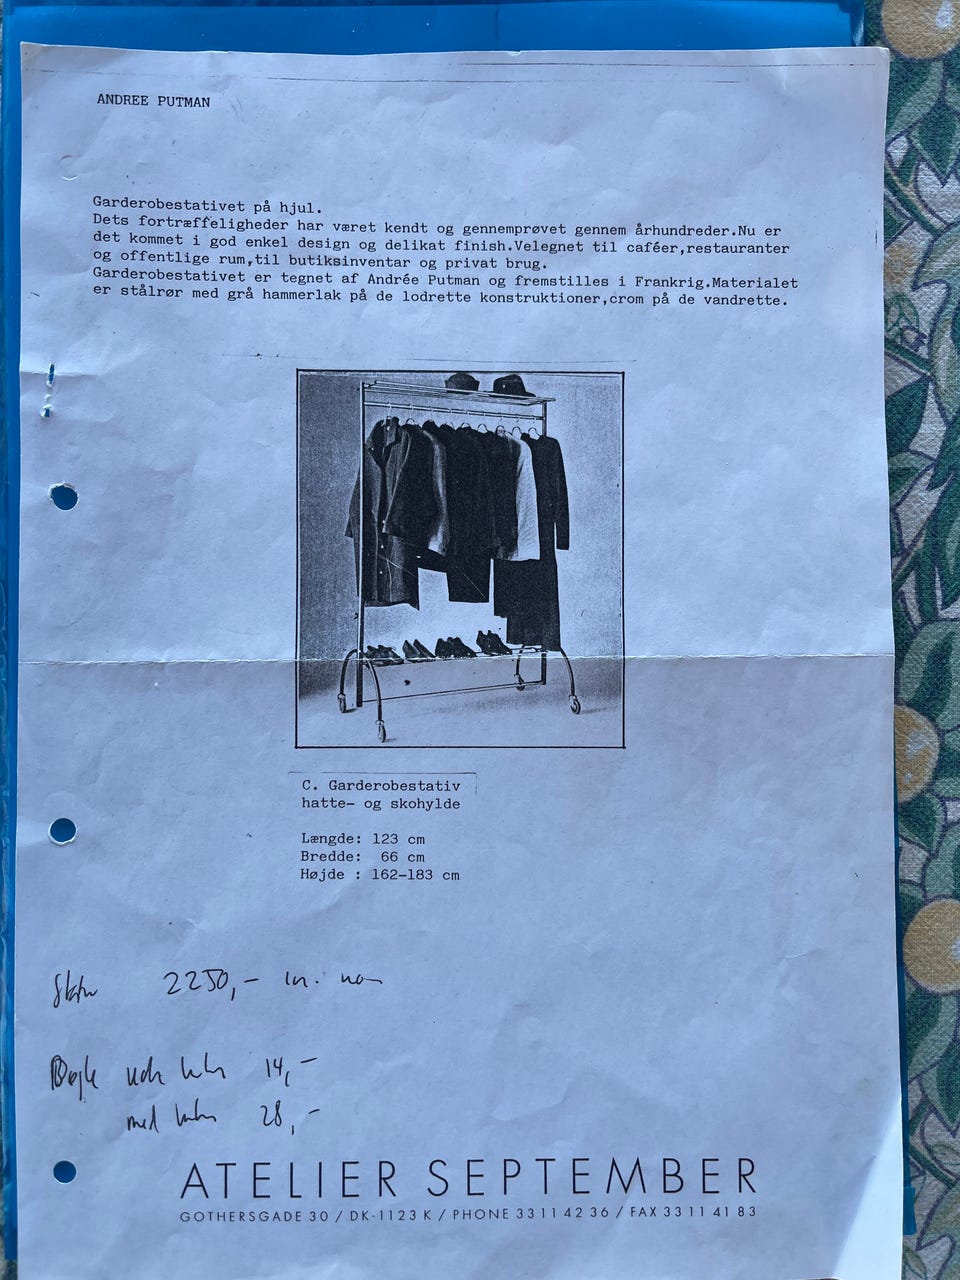 ANDREE PUTMAN
Garderobestativet på hjul.
Dets fortræffeligheder har været kendt og gennemprøvet gennem århundreder.Nu er
det kommet i god enkel design og delikat finish.Velegnet til caféer,restauranter
og offentlige rum,til butiksinventar og privat brug.
Garderobestativet er tegnet af Andrée Putman og fremstilles i Frankrig.Materialet
er stålrør med grå hammerlak på de lodrette konstruktioner,crom på de vandrette.
C. Garderobestativ
hatte- og skohylde
Længde: 123 cm
Bredde: 66 cm
Højde : 162-183 cm
2250,-
Bøjle 14,-
med 28,-
ATELIER SEPTEMBER
GOTHERSGADE 30 / DK-1123 K / PHONE 33 11 42 36 / FAX 33 11 41 83